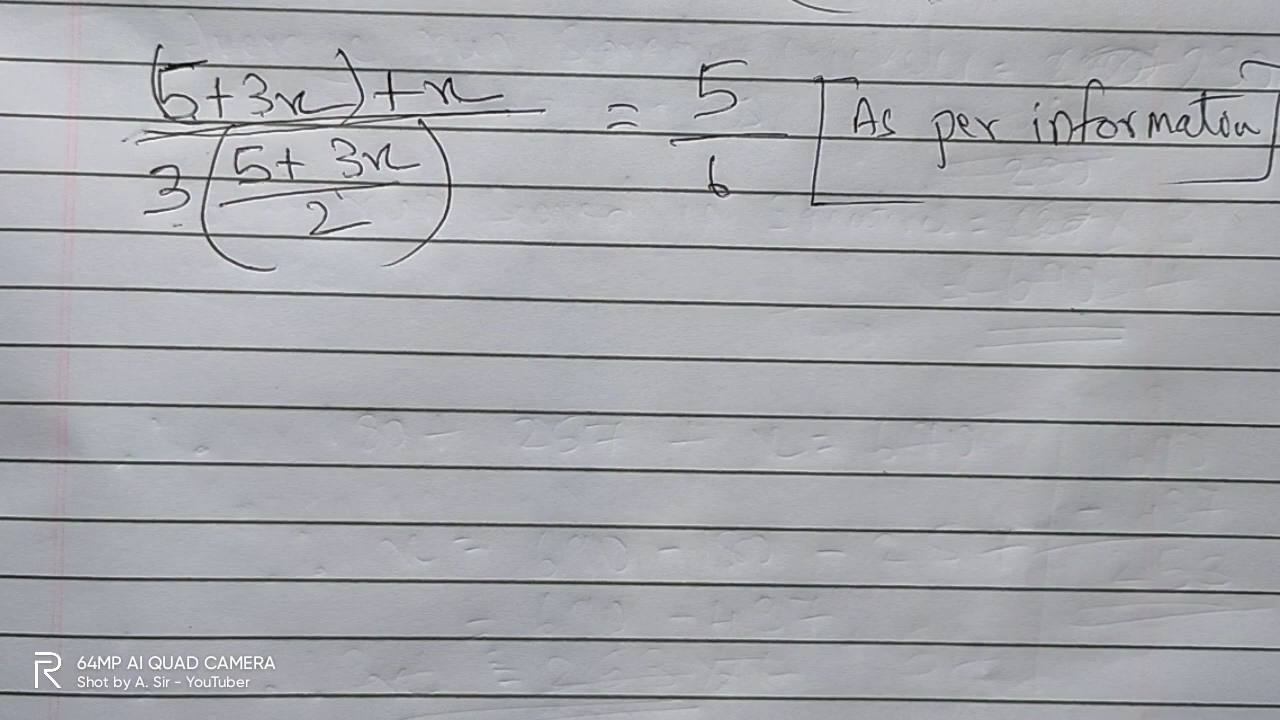 (5+3x)+x
3(5+3x
2) = 5
6 [As per information]
64MP AI QUAD CAMERA
Shot by A. Sir - YouTuber